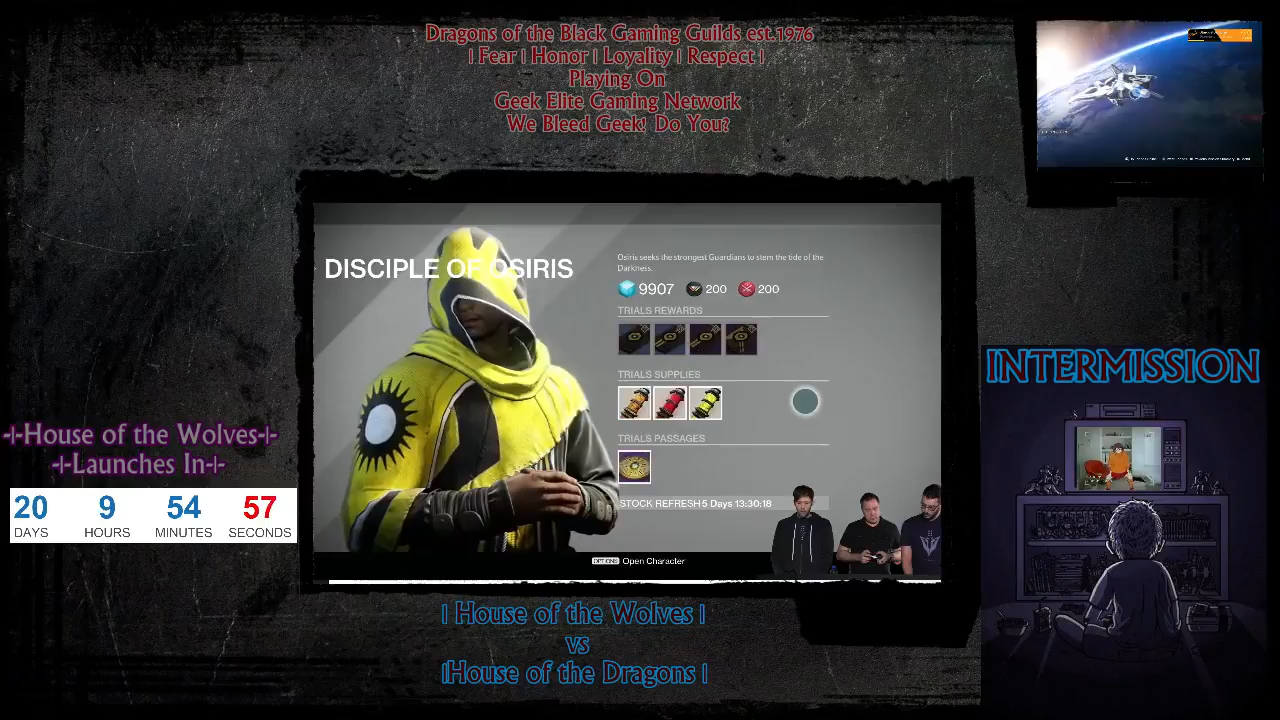 Dragons of the Black Gaming Guilds est.1976
| Fear | Honor | Loyality | Respect |
Playing On
Geek Elite Gaming Network
We Bleed Geek! Do You?
DISCIPLE OF OSIRIS
Osiris seeks the strongest Guardians to stem the tide of the
Darkness.
9907 200 200
TRIALS REWARDS
TRIALS SUPPLIES
TRIALS PASSAGES
STOCK REFRESH 5 Days 13:30:18
OPTIONS Open Character
INTERMISSION
-|-House of the Wolves-|-
-|-Launches In-|-
20 9 54 57
DAYS HOURS MINUTES SECONDS
| House of the Wolves |
vs
|House of the Dragons |